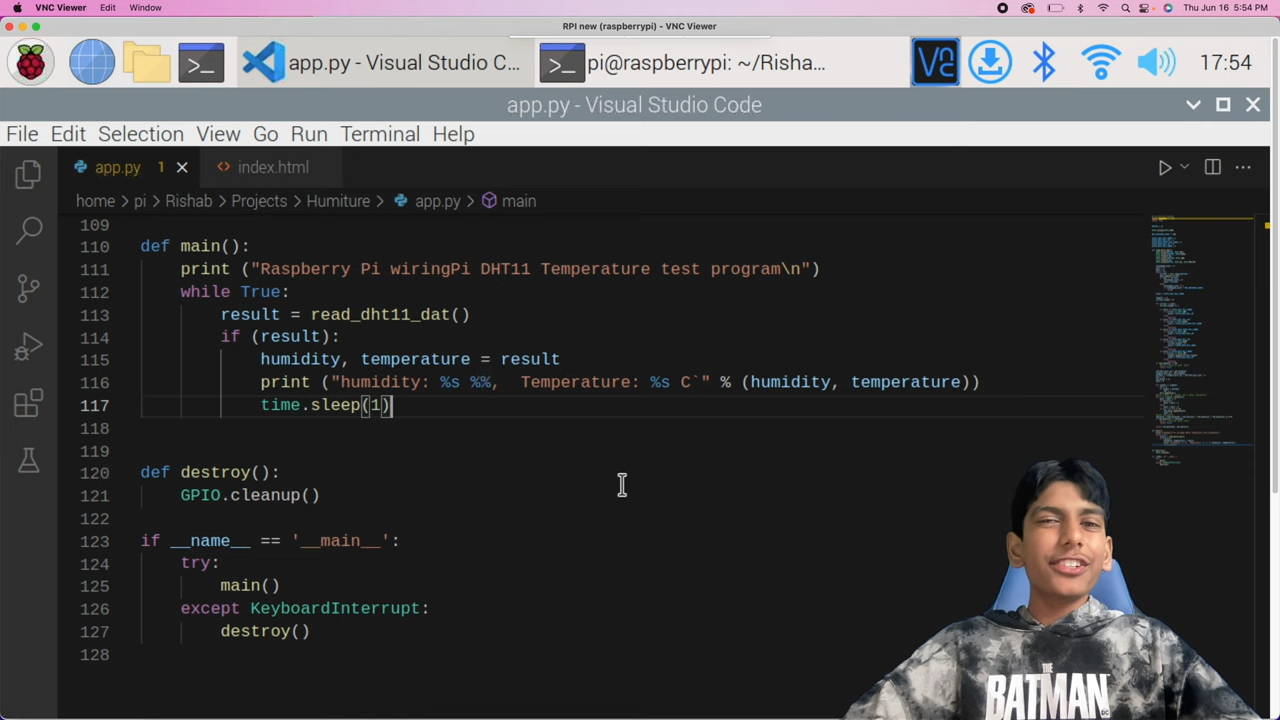 VNC Viewer Edit Window Thu Jun 16 5:54 PM
RPI new (raspberrypi) - VNC Viewer
app.py - Visual Studio C... pi@raspberrypi: ~/Risha... 17:54
app.py - Visual Studio Code
File Edit Selection View Go Run Terminal Help
app.py 1 index.html
home > pi > Rishab > Projects > Humiture > app.py > main
109
110 def main():
111 print ("Raspberry Pi wiringPi DHT11 Temperature test program\n")
112 while True:
113 result = read_dht11_dat()
114 if (result):
115 humidity, temperature = result
116 print ("humidity: %s %%,  Temperature: %s C`" % (humidity, temperature))
117 time.sleep(1)
118
119
120 def destroy():
121 GPIO.cleanup()
122
123 if __name__ == '__main__':
124 try:
125 main()
126 except KeyboardInterrupt:
127 destroy()
128
THE
BATMAN